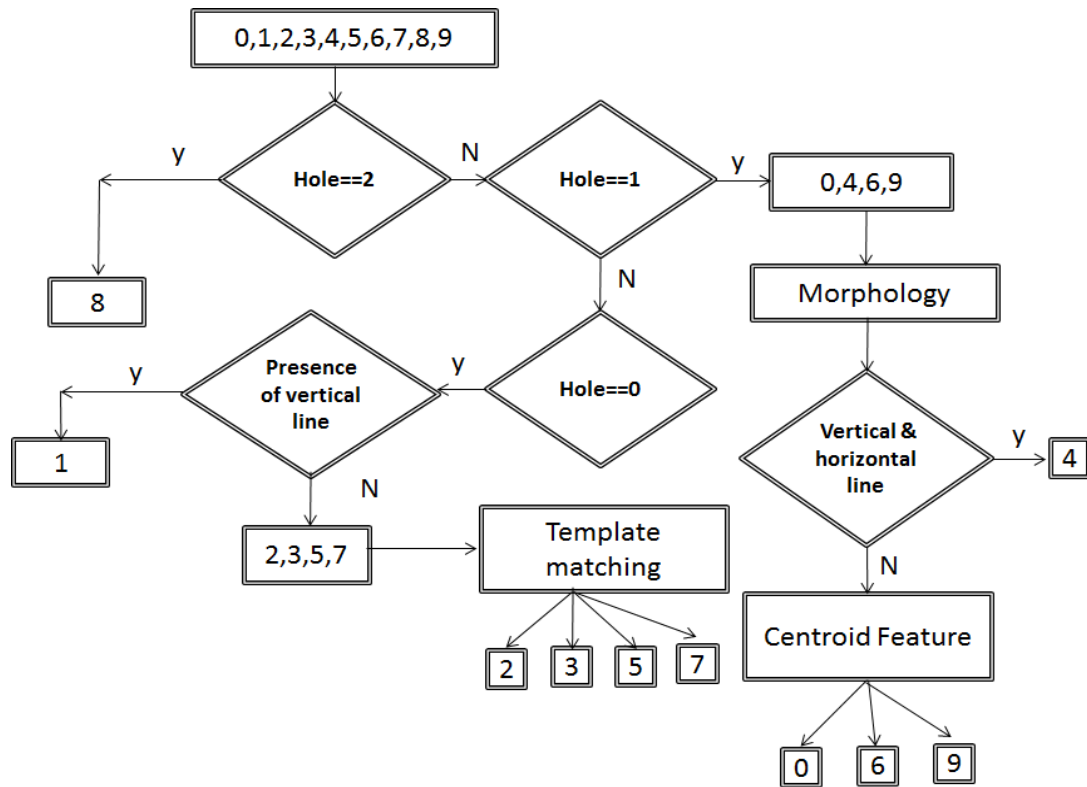 0,1,2,3,4,5,6,7,8,9
y
Hole==2
N
Hole==1
y
0,4,6,9
8
N
Morphology
y
Presence
of vertical
line
y
Hole==0
1
Vertical &
horizontal
line
y
4
N
2,3,5,7
Template
matching
N
2
3
5
7
Centroid Feature
0
6
9